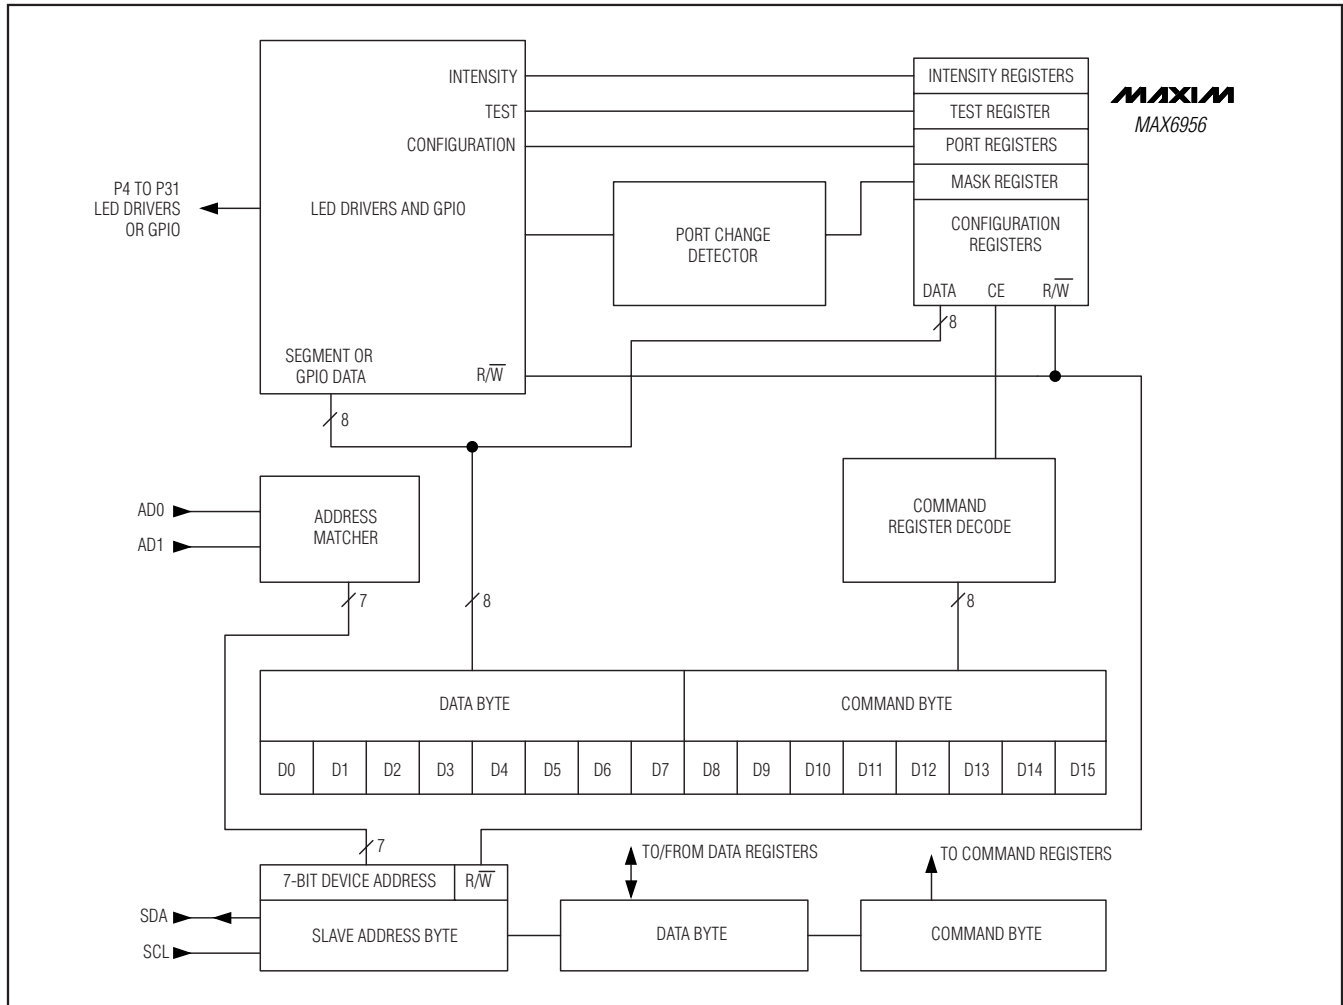 INTENSITY
TEST
CONFIGURATION
P4 TO P31
LED DRIVERS
OR GPIO
LED DRIVERS AND GPIO
SEGMENT OR
GPIO DATA
R/W̅
8
PORT CHANGE
DETECTOR
INTENSITY REGISTERS
TEST REGISTER
PORT REGISTERS
MASK REGISTER
CONFIGURATION
REGISTERS
DATA CE R/W̅
8
MAXIM
MAX6956
AD0
AD1
ADDRESS
MATCHER
7
8
COMMAND
REGISTER DECODE
8
DATA BYTE COMMAND BYTE
D0 D1 D2 D3 D4 D5 D6 D7 D8 D9 D10 D11 D12 D13 D14 D15
7
7-BIT DEVICE ADDRESS R/W̅
SDA
SCL
SLAVE ADDRESS BYTE
TO/FROM DATA REGISTERS
DATA BYTE
TO COMMAND REGISTERS
COMMAND BYTE